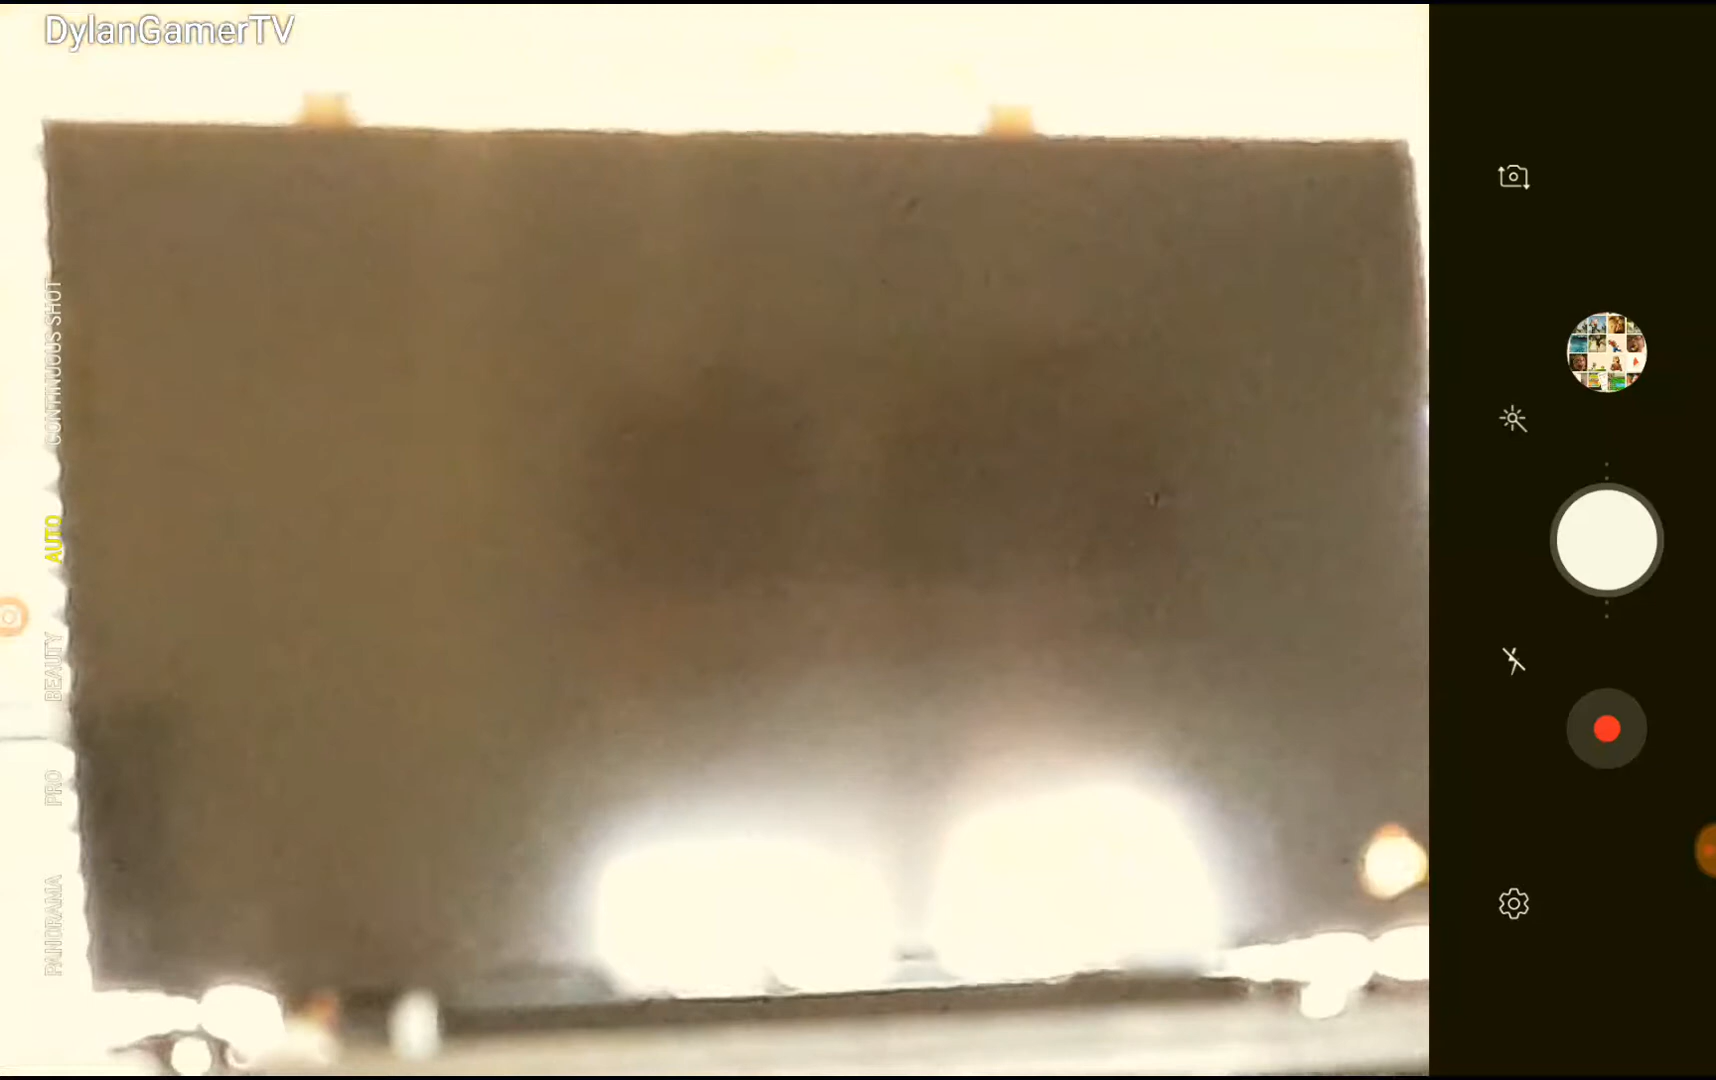 DylanGamerTV
CONTINUOUS SHOT
AUTO
BEAUTY
PRO
PANORAMA